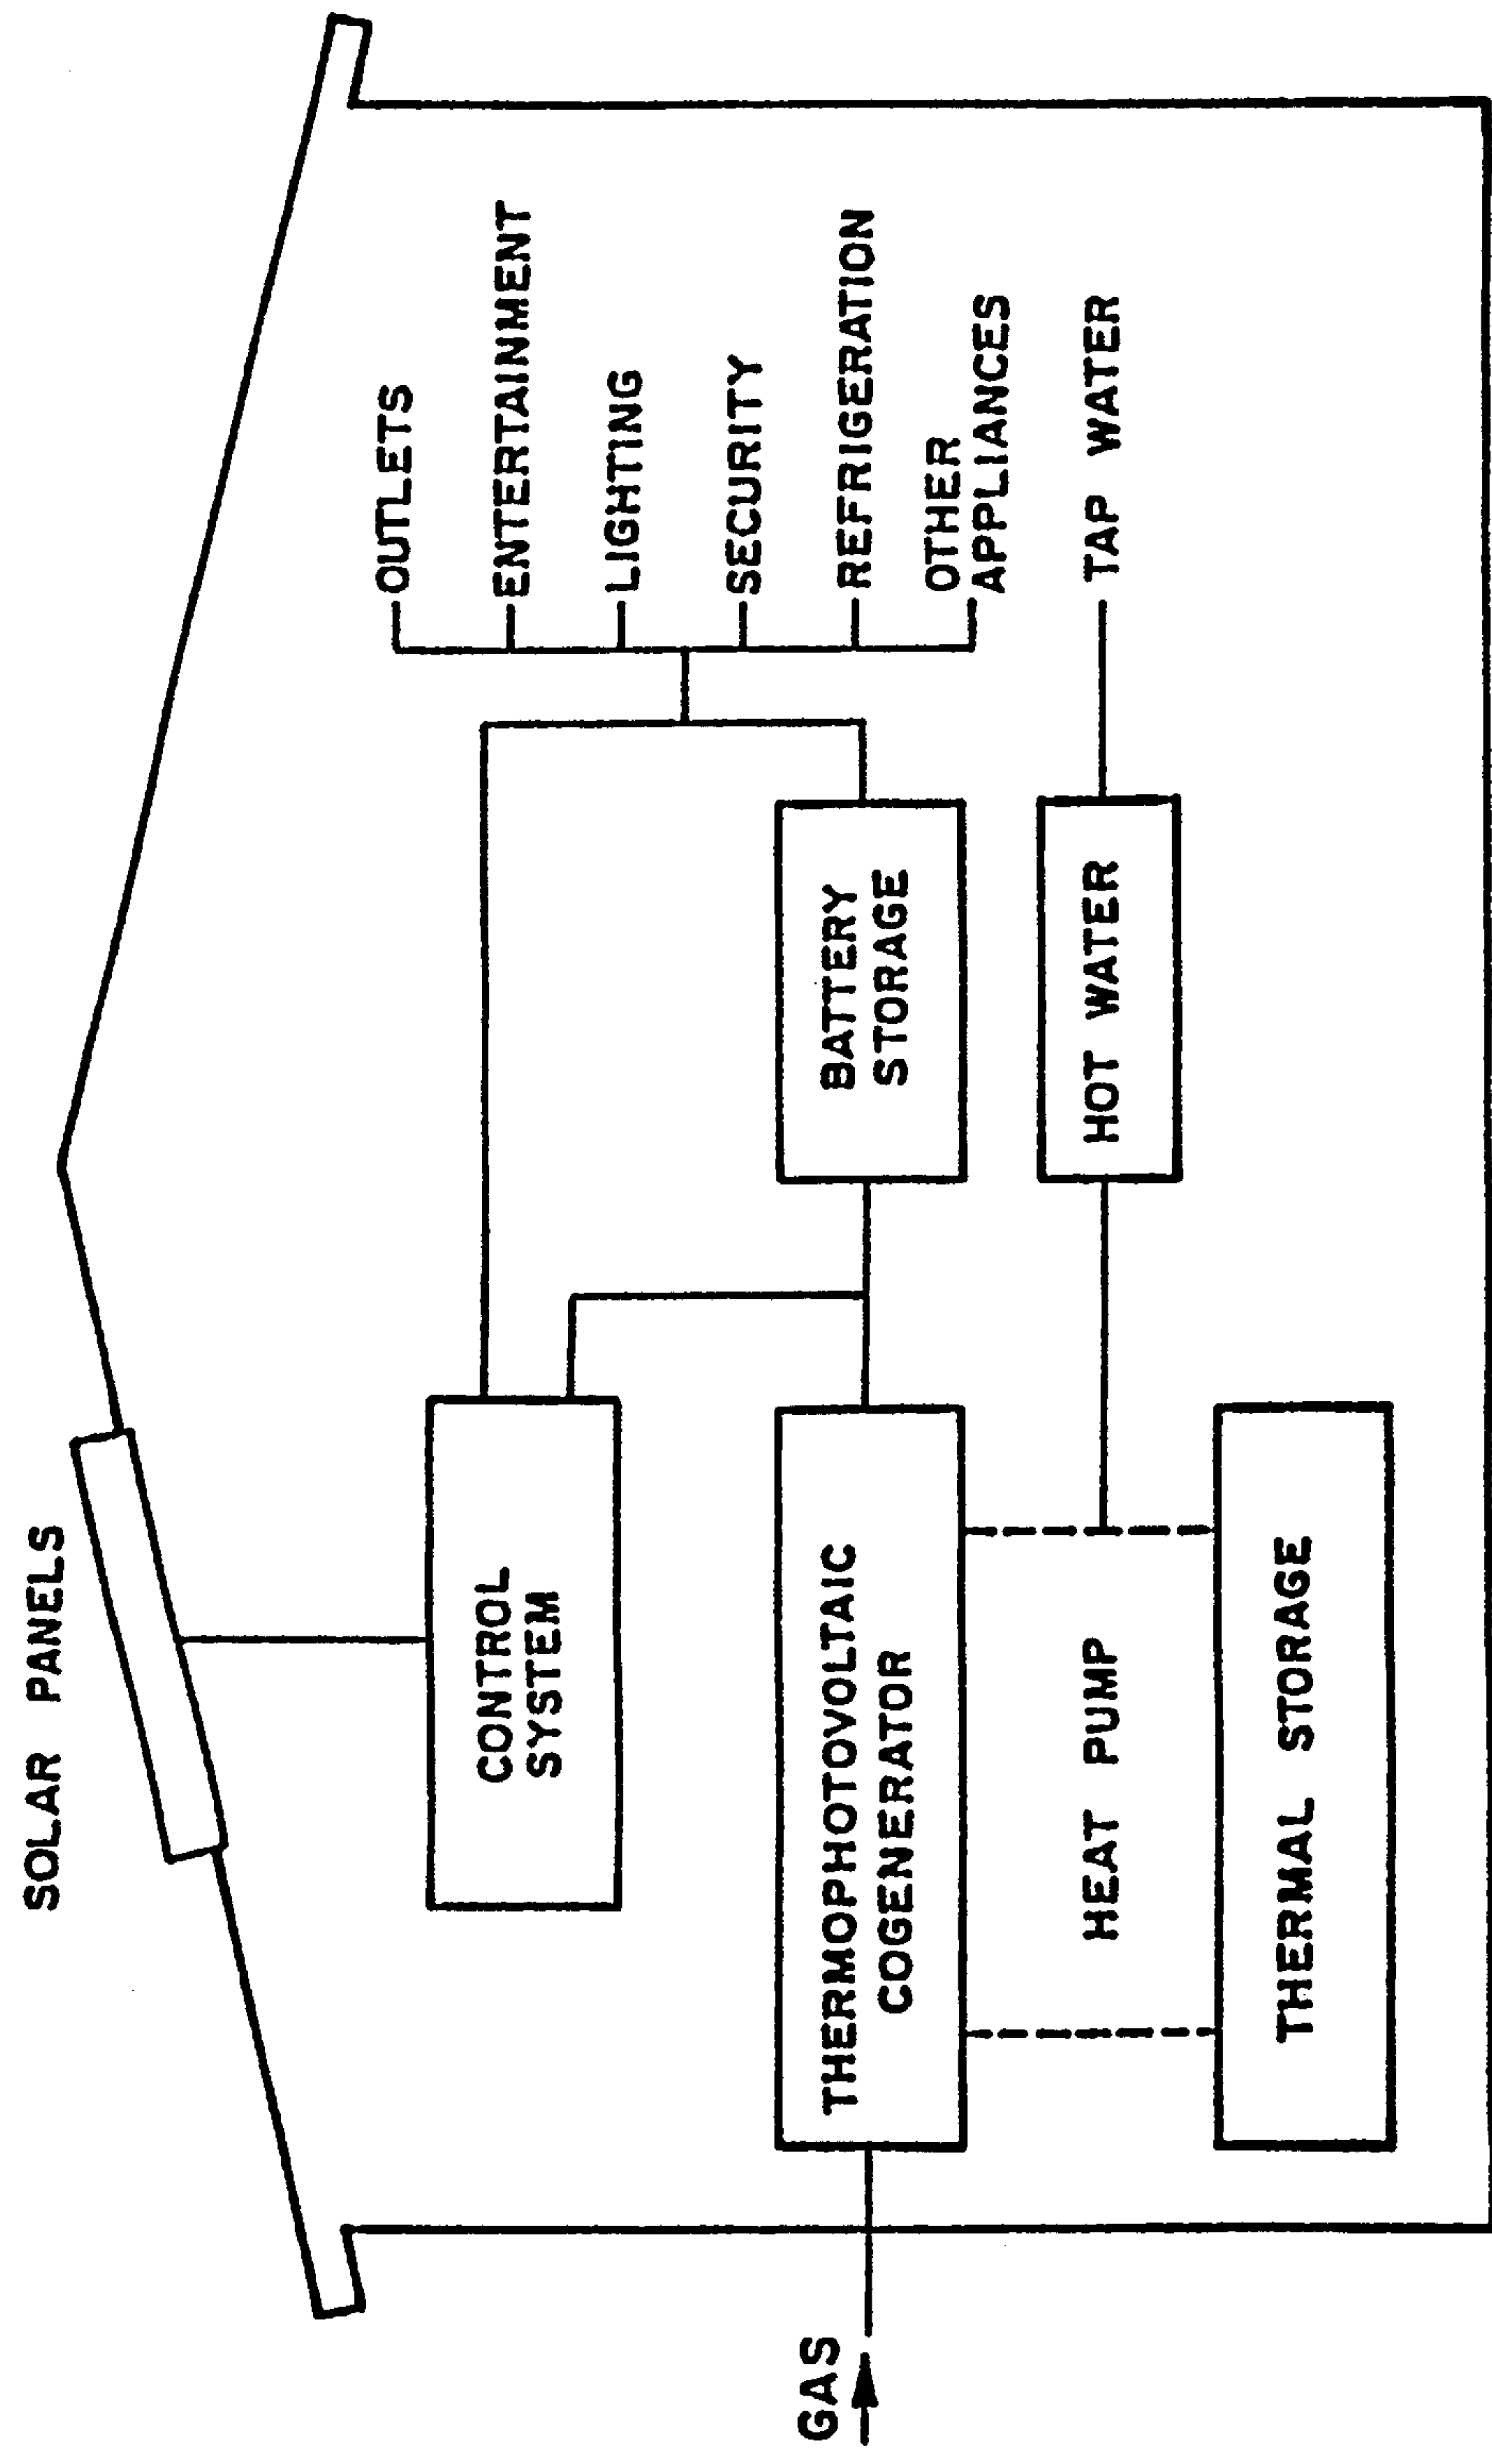 SOLAR PANELS
CONTROL
SYSTEM
OUTLETS
ENTERTAINMENT
LIGHTING
SECURITY
REFRIGERATION
OTHER
APPLIANCES
GAS
THERMOPHOTOVOLTAIC
COGENERATOR
BATTERY
STORAGE
HEAT PUMP
HOT WATER
TAP WATER
THERMAL STORAGE